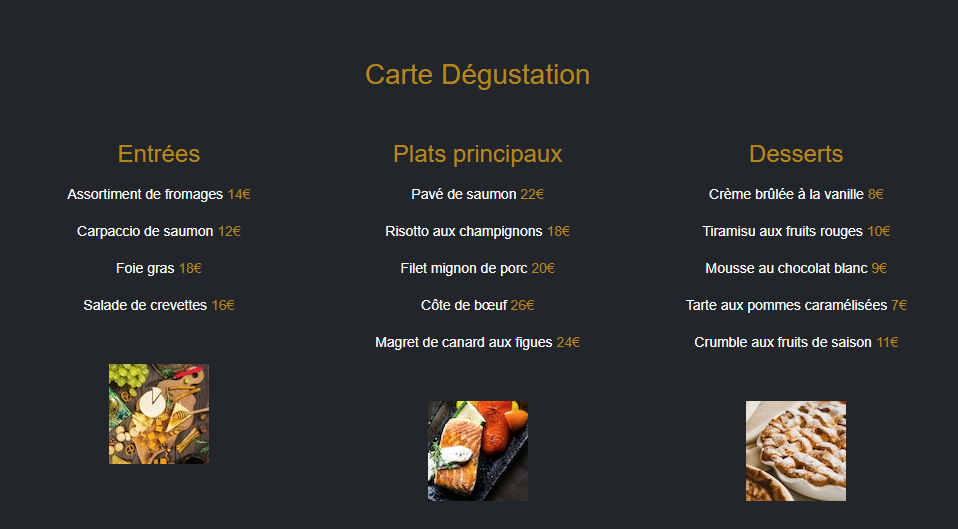 Carte Dégustation
Entrées
Assortiment de fromages 14€
Carpaccio de saumon 12€
Foie gras 18€
Salade de crevettes 16€
Plats principaux
Pavé de saumon 22€
Risotto aux champignons 18€
Filet mignon de porc 20€
Côte de bœuf 26€
Magret de canard aux figues 24€
Desserts
Crème brûlée à la vanille 8€
Tiramisu aux fruits rouges 10€
Mousse au chocolat blanc 9€
Tarte aux pommes caramélisées 7€
Crumble aux fruits de saison 11€